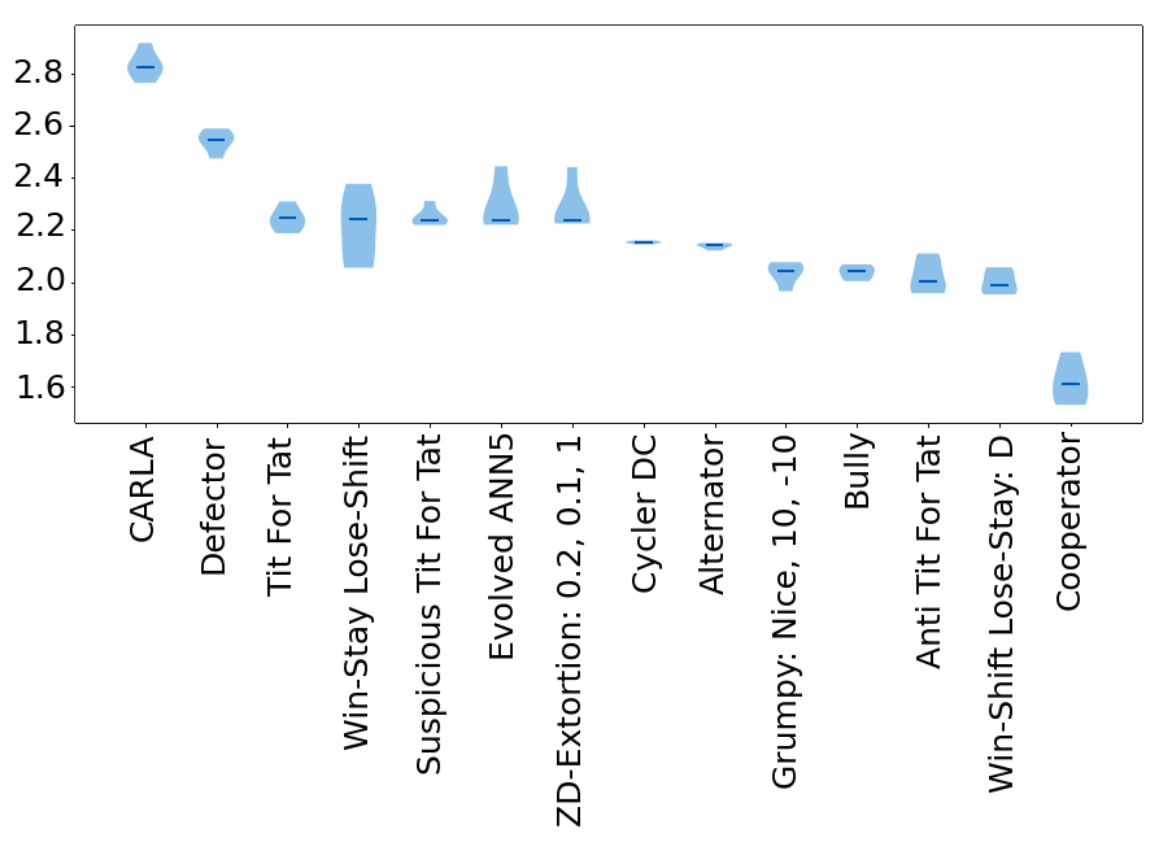 2.8
2.6
2.4
2.2
2.0
1.8
1.6
CARLA
Defector
Tit For Tat
Win-Stay Lose-Shift
Suspicious Tit For Tat
Evolved ANN5
ZD-Extortion: 0.2, 0.1, 1
Cycler DC
Alternator
Grumpy: Nice, 10, -10
Bully
Anti Tit For Tat
Win-Shift Lose-Stay: D
Cooperator